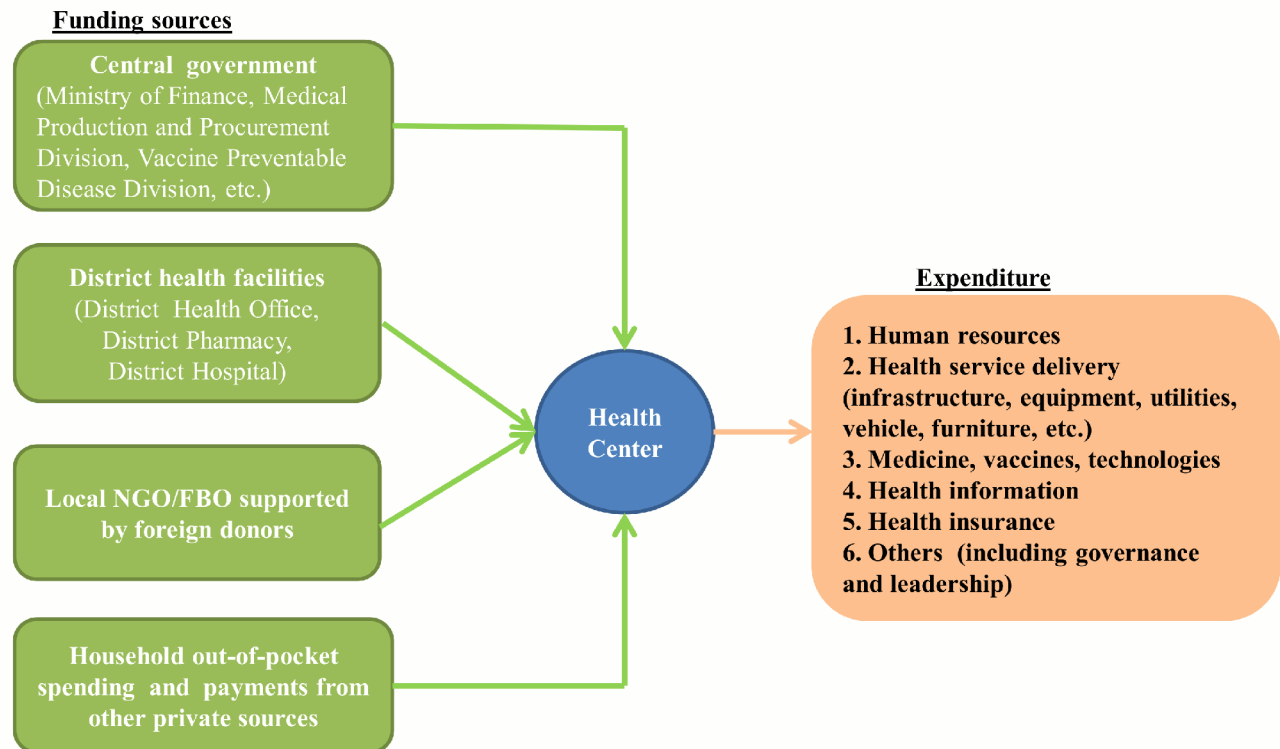 Funding sources
Central government
(Ministry of Finance, Medical
Production and Procurement
Division, Vaccine Preventable
Disease Division, etc.)
District health facilities
(District Health Office,
District Pharmacy,
District Hospital)
Local NGO/FBO supported
by foreign donors
Household out-of-pocket
spending and payments from
other private sources
Health
Center
Expenditure
1. Human resources
2. Health service delivery
(infrastructure, equipment, utilities,
vehicle, furniture, etc.)
3. Medicine, vaccines, technologies
4. Health information
5. Health insurance
6. Others (including governance
and leadership)